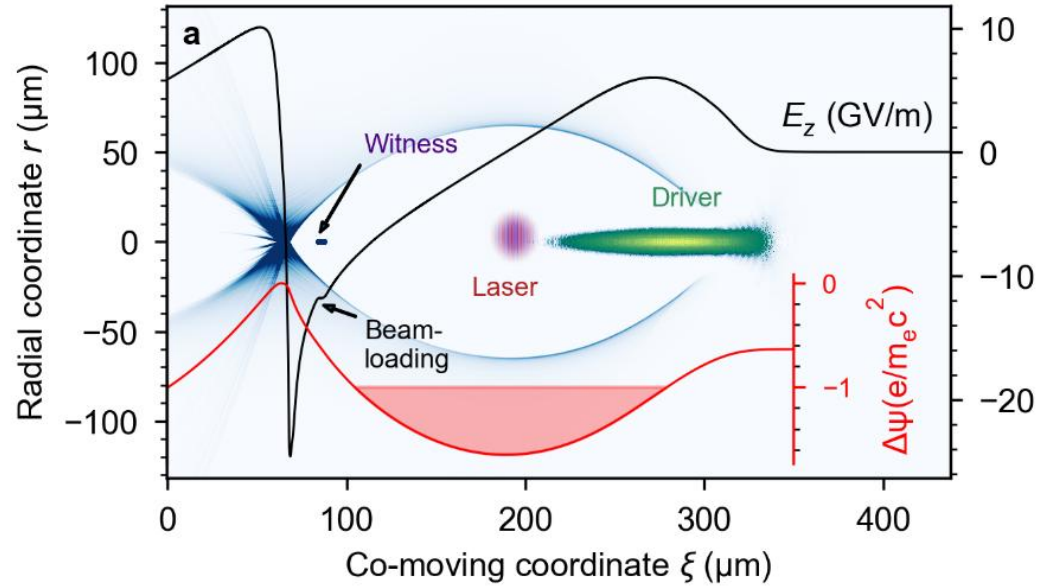 a
Radial coordinate r (μm)
100
50
0
−50
−100
Witness
Laser
Driver
Beam-
loading
E_z (GV/m)
10
0
−10
−20
0
−1
Δψ(e/m_ec^2)
0
100
200
300
400
Co-moving coordinate ξ (μm)